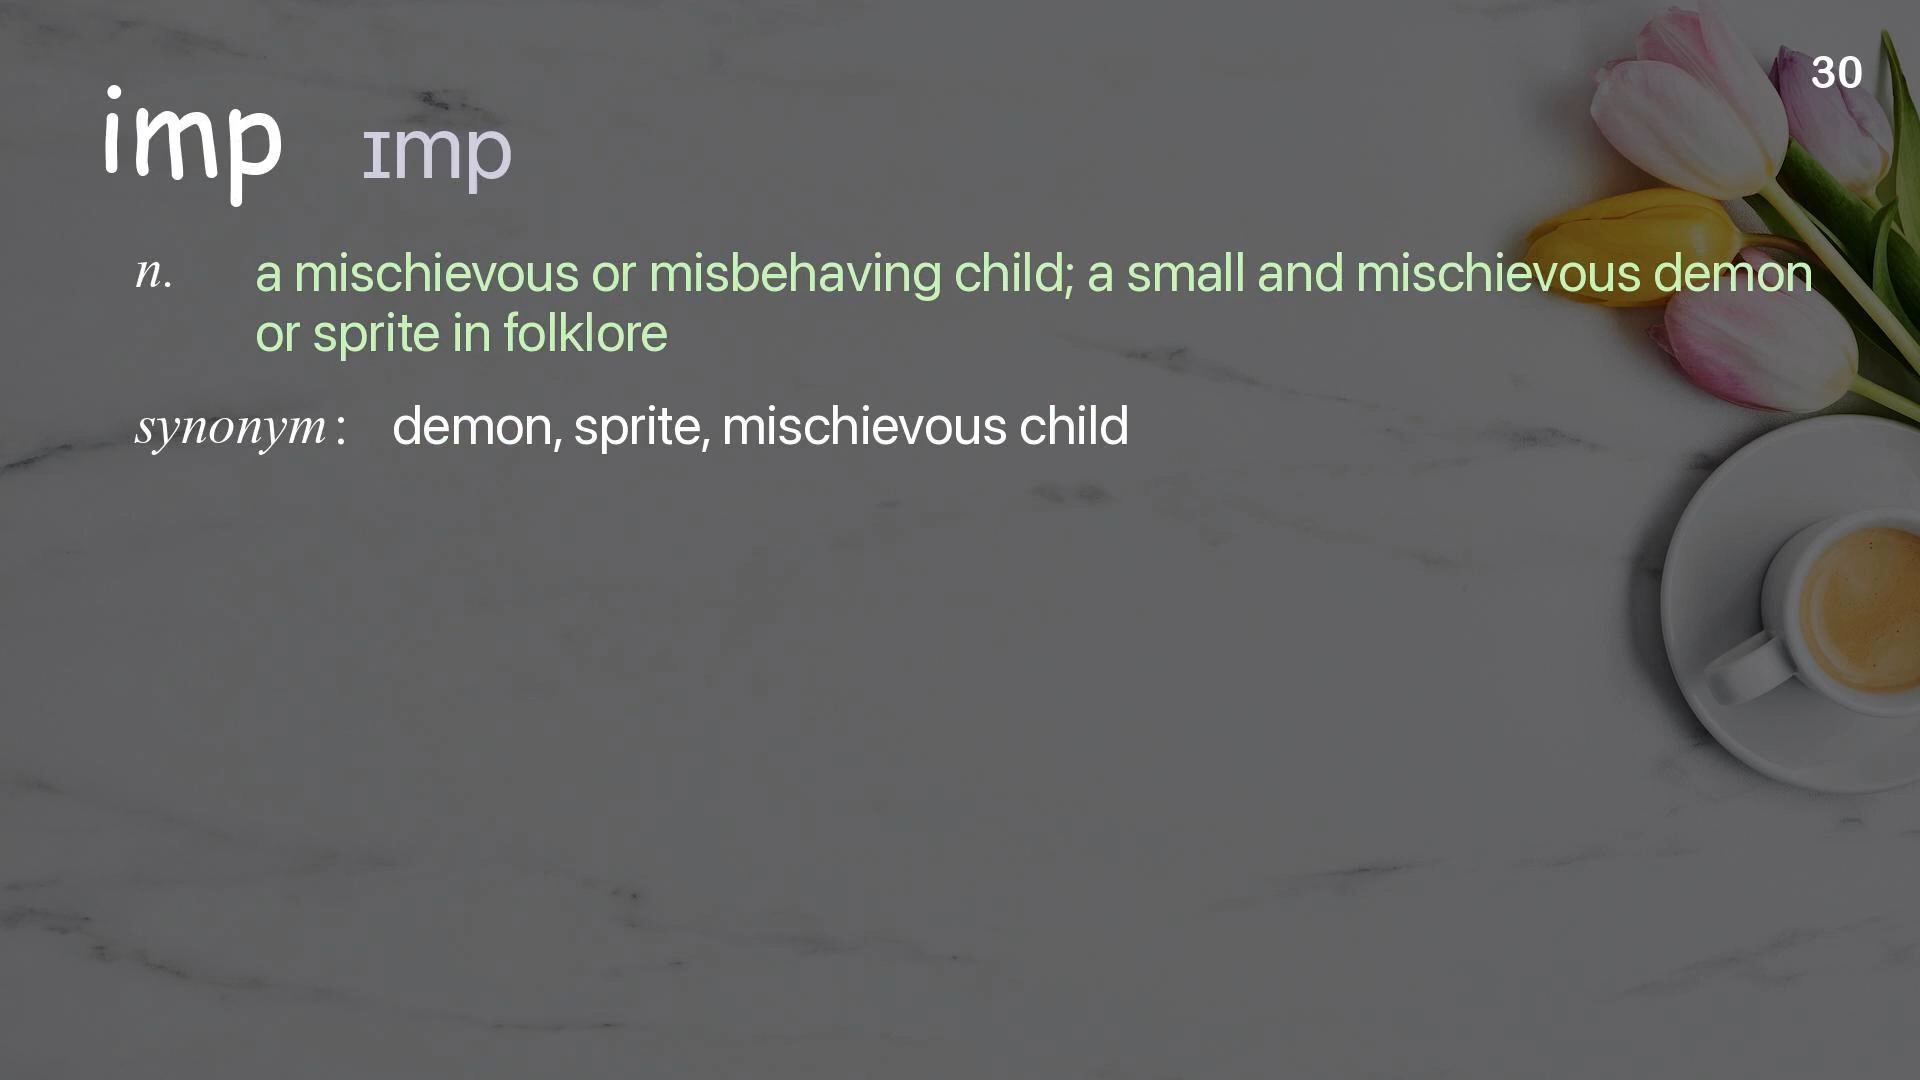 30
imp ɪmp
n. a mischievous or misbehaving child; a small and mischievous demon
or sprite in folklore
synonym: demon, sprite, mischievous child